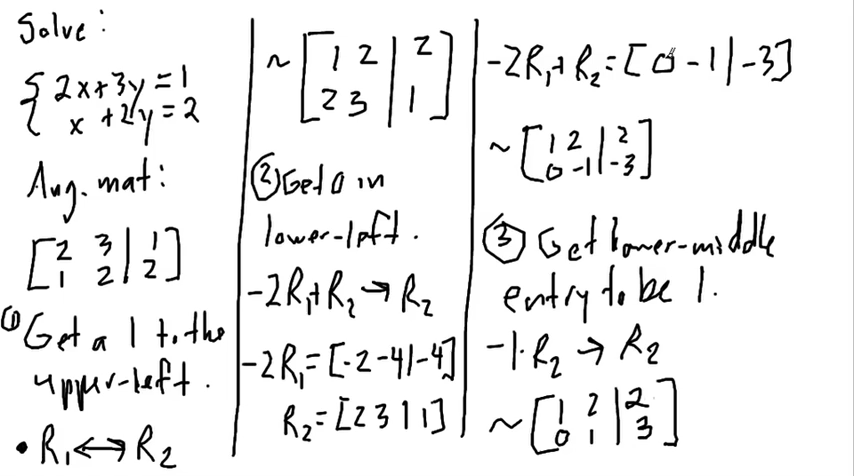 Solve:
{ 2x+3y=1
x+2y=2
Aug. mat:
[2 3 | 1
1 2 | 2]
① Get a 1 to the
upper-left.
• R₁ ↔ R₂
~ [1 2 | 2
2 3 | 1]
② Get 0 in
lower-left.
-2R₁+R₂ → R₂
-2R₁=[-2 -4 | -4]
R₂=[2 3 | 1]
-2R₁+R₂=[0 -1 | -3]
~ [1 2 | 2
0 -1 | -3]
③ Get lower-middle
entry to be 1.
-1·R₂ → R₂
~ [1 2 | 2
0 1 | 3]